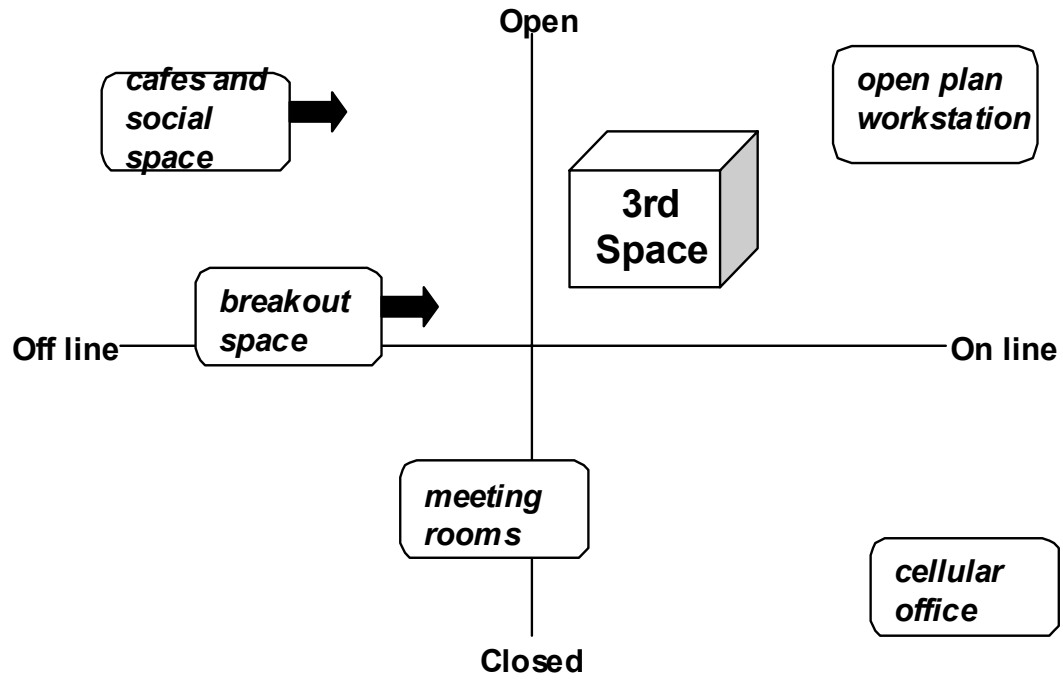 Open
cafes and
social
space
open plan
workstation
3rd
Space
breakout
space
Off line
On line
meeting
rooms
cellular
office
Closed